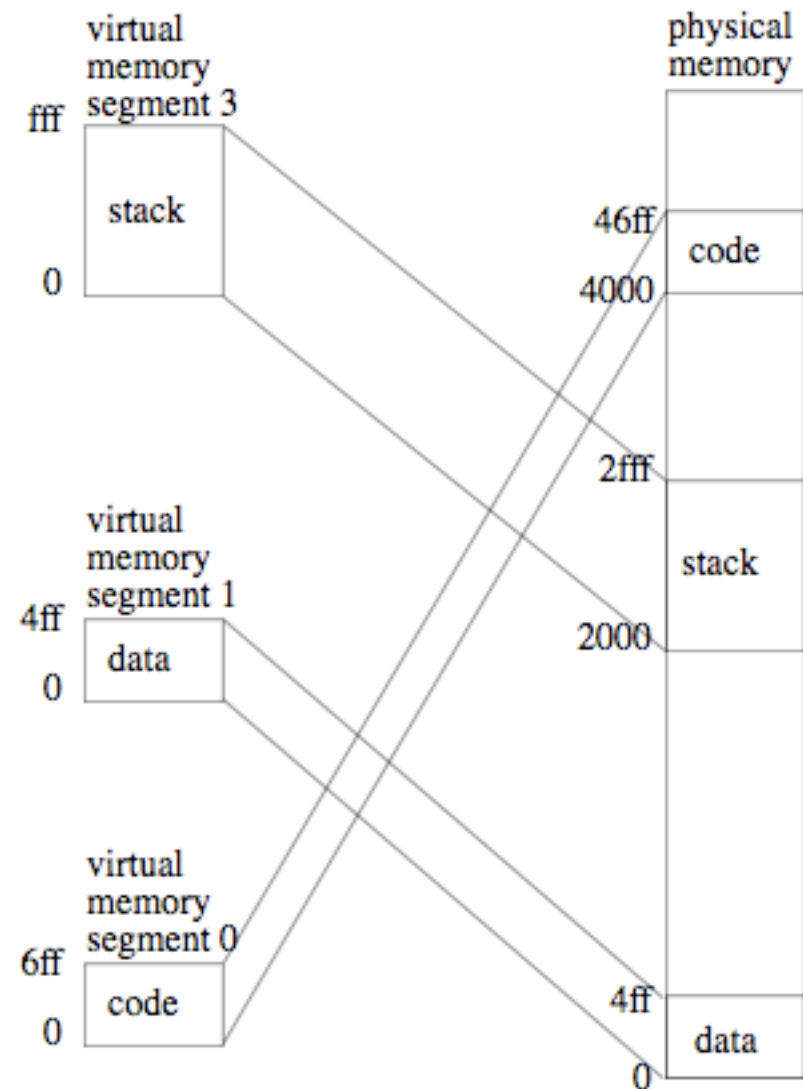 virtual
memory
segment 3
fff
stack
0
virtual
memory
segment 1
4ff
data
0
virtual
memory
segment 0
6ff
code
0
physical
memory
46ff
code
4000
2fff
stack
2000
4ff
data
0